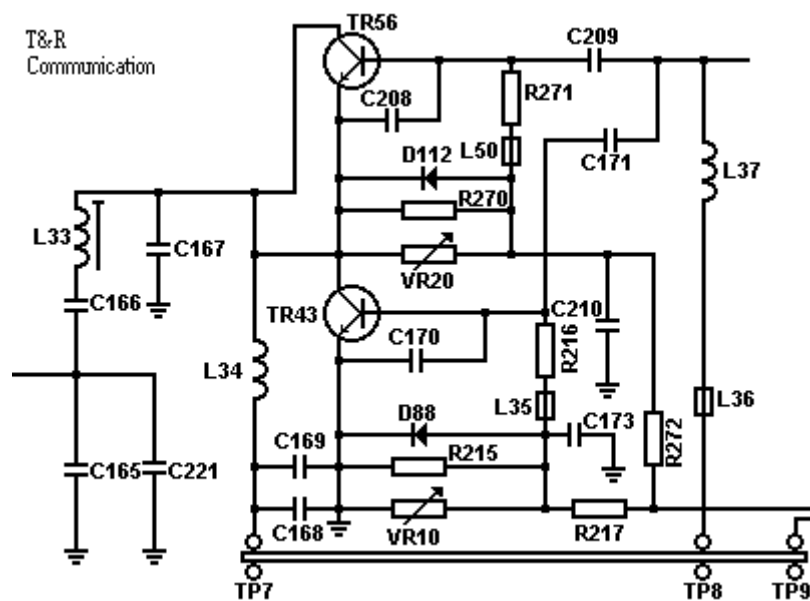 T&R
Communication
TR56
C209
C208
R271
C171
D112
L50
L37
R270
L33
C167
VR20
C166
TR43
C210
C170
R216
L34
D88
L35
C173
L36
C169
R215
R272
C165
C221
C168
VR10
R217
TP7
TP8
TP9